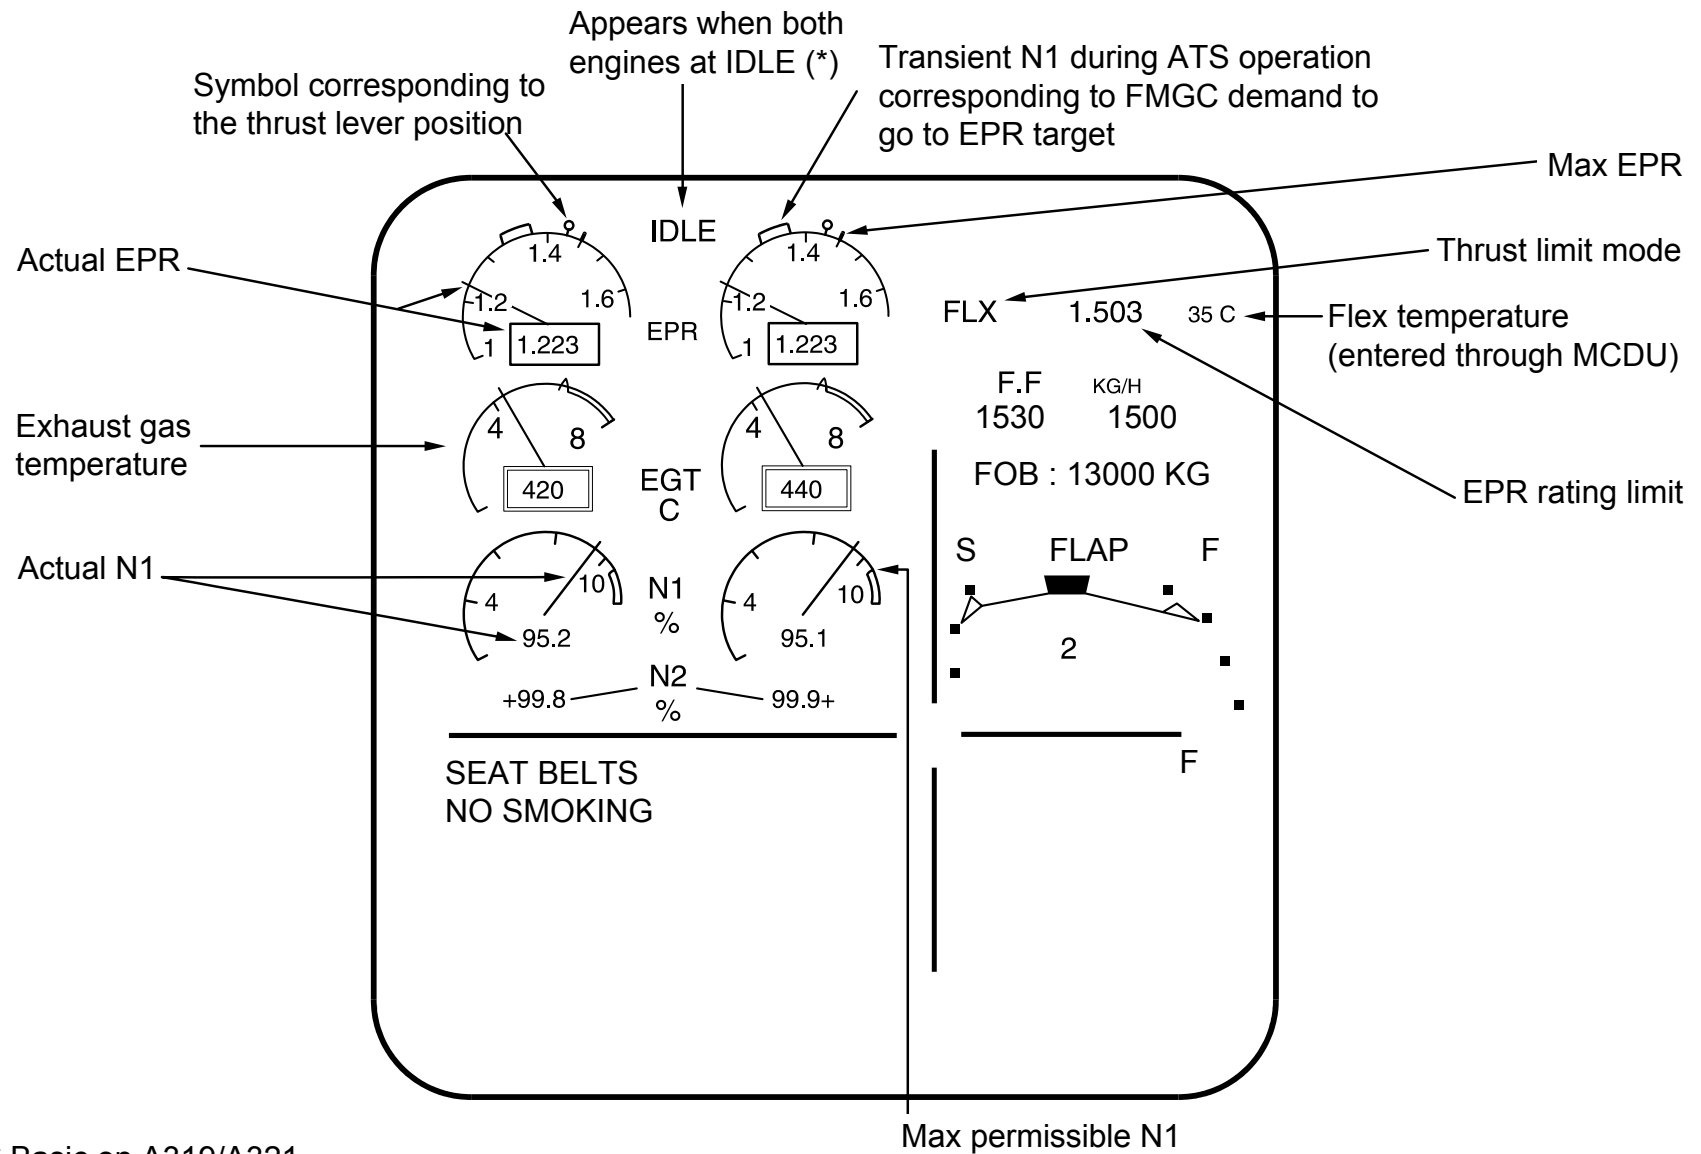 Appears when both
engines at IDLE (*)
Transient N1 during ATS operation
corresponding to FMGC demand to
go to EPR target
Symbol corresponding to
the thrust lever position
Max EPR
IDLE
Actual EPR
1.4
1.2
1.6
1
1.223
EPR
1.4
1.2
1.6
1
1.223
Thrust limit mode
FLX 1.503 35 C
Flex temperature
(entered through MCDU)
F.F KG/H
1530 1500
Exhaust gas
temperature
4 8
420
EGT
C
4 8
440
FOB : 13000 KG
EPR rating limit
Actual N1
4 10
95.2
N1
%
4 10
95.1
S FLAP F
2
N2
+99.8 % 99.9+
F
SEAT BELTS
NO SMOKING
Max permissible N1
Basic on A319/A321